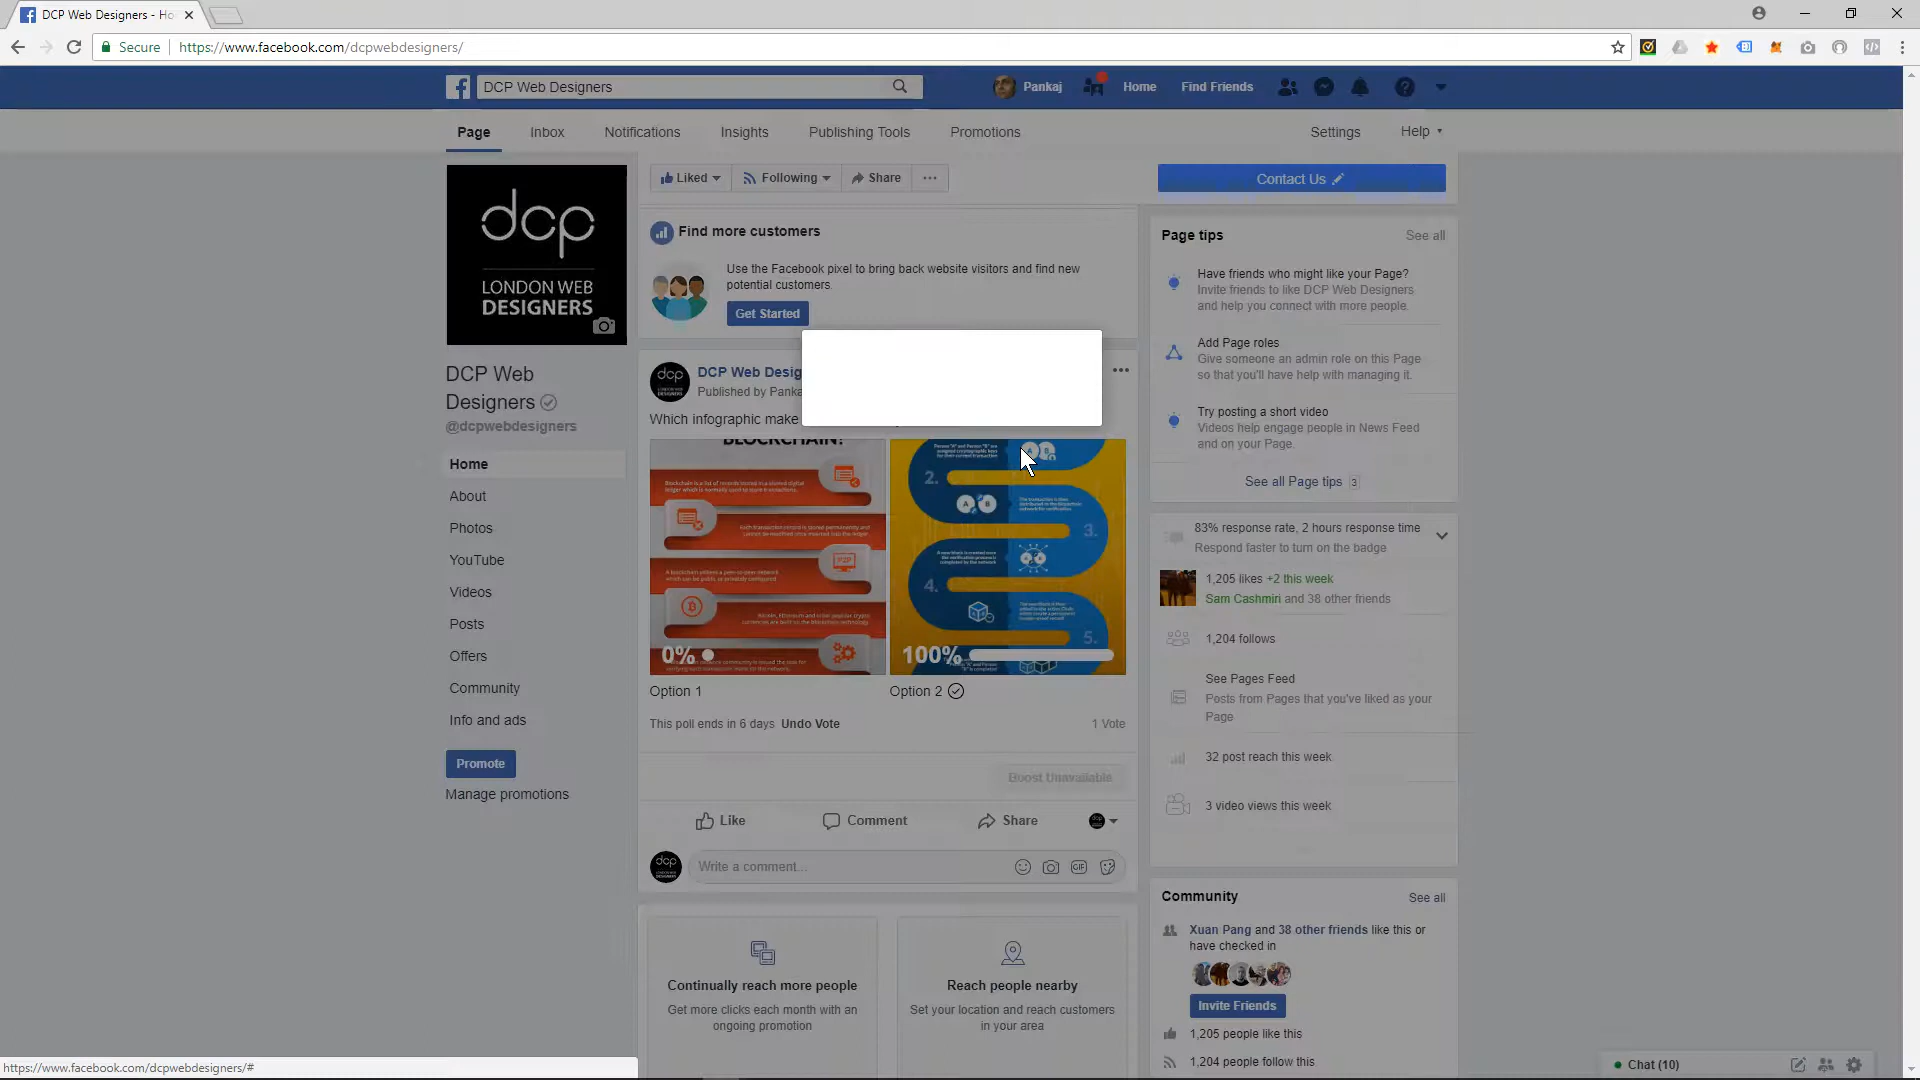 DCP Web Designers - Ho
Secure
https://www.facebook.com/dcpwebdesigners/
DCP Web Designers
Pankaj
Home
Find Friends
Page
Inbox
Notifications
Insights
Publishing Tools
Promotions
Settings
Help
dcp
LONDON WEB
DESIGNERS
DCP Web
Designers
@dcpwebdesigners
Home
About
Photos
YouTube
Videos
Posts
Offers
Community
Info and ads
Promote
Manage promotions
Liked
Following
Share
Contact Us
Find more customers
Use the Facebook pixel to bring back website visitors and find new
potential customers.
Get Started
dcp
DCP Web Desig
Published by Panka
Which infographic make
BLOCKCHAIN?
P2P
0%
A B
2.
A B
3.
4.
5.
100%
Option 1
Option 2
This poll ends in 6 days Undo Vote
1 Vote
Boost Unavailable
Like
Comment
Share
dcp
Write a comment...
GIF
Continually reach more people
Get more clicks each month with an
ongoing promotion
Reach people nearby
Set your location and reach customers
in your area
Page tips
See all
Have friends who might like your Page?
Invite friends to like DCP Web Designers
and help you connect with more people.
Add Page roles
Give someone an admin role on this Page
so that you'll have help with managing it.
Try posting a short video
Videos help engage people in News Feed
and on your Page.
See all Page tips 3
83% response rate, 2 hours response time
Respond faster to turn on the badge
1,205 likes +2 this week
Sam Cashmiri and 38 other friends
1,204 follows
See Pages Feed
Posts from Pages that you've liked as your
Page
32 post reach this week
3 video views this week
Community
See all
Xuan Pang and 38 other friends like this or
have checked in
Invite Friends
1,205 people like this
1,204 people follow this
Chat (10)
https://www.facebook.com/dcpwebdesigners/#